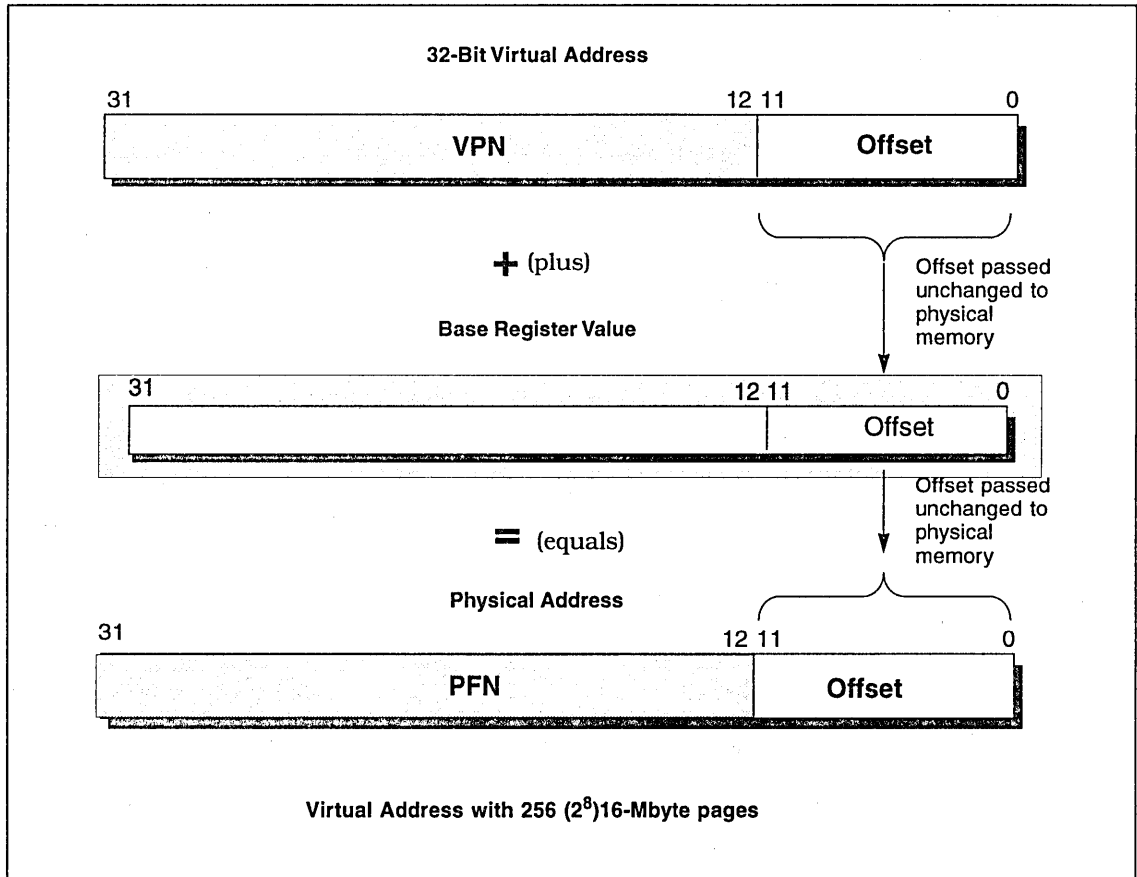 32-Bit Virtual Address
31 12 11 0
VPN Offset
+ (plus)
Offset passed
unchanged to
physical
memory
Base Register Value
31 12 11 0
Offset
Offset passed
unchanged to
physical
memory
= (equals)
Physical Address
31 12 11 0
PFN Offset
Virtual Address with 256 (2⁸)16-Mbyte pages